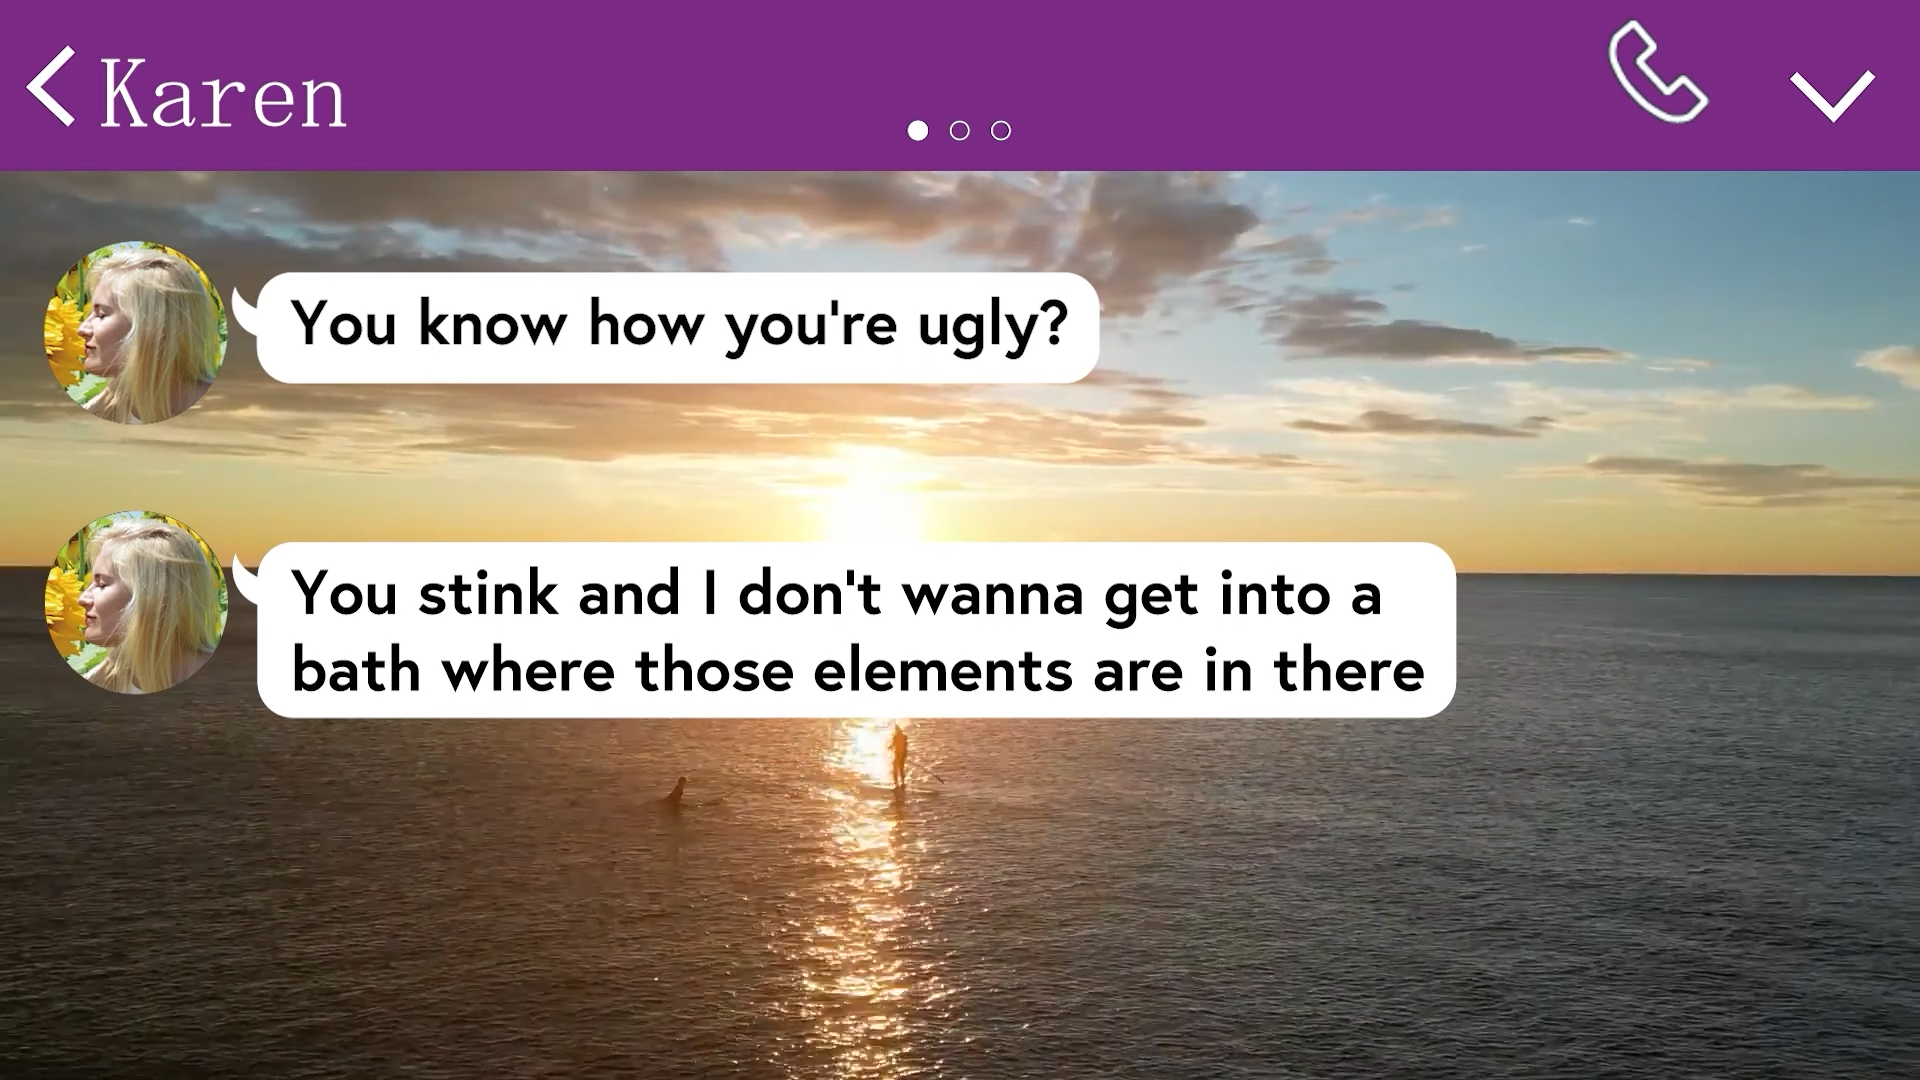 Karen
You know how you're ugly?
You stink and I don't wanna get into a
bath where those elements are in there